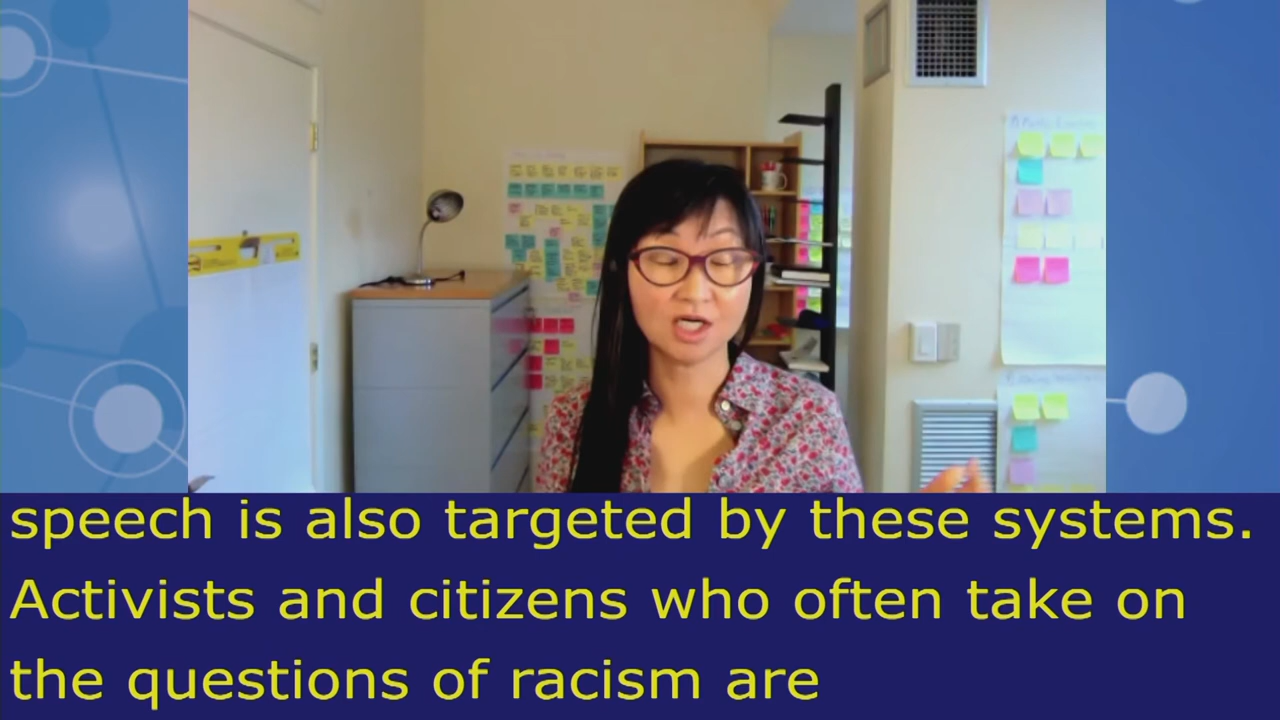 speech is also targeted by these systems.
Activists and citizens who often take on
the questions of racism are